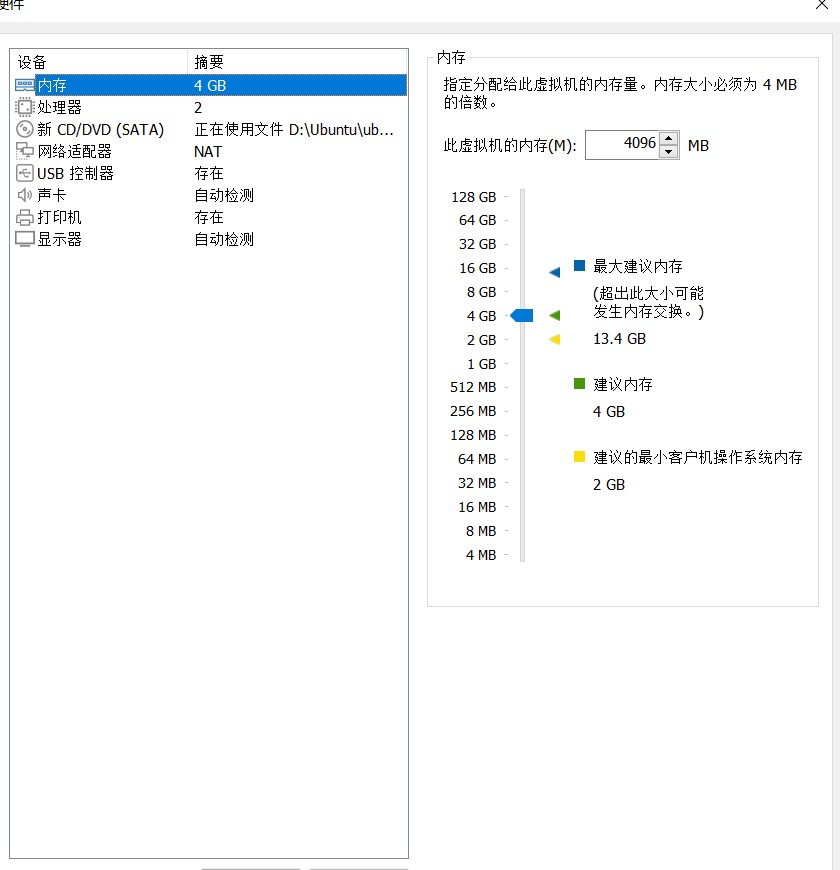 硬件
设备 摘要
内存 4 GB
处理器 2
新 CD/DVD (SATA) 正在使用文件 D:\Ubuntu\ub...
网络适配器 NAT
USB 控制器 存在
声卡 自动检测
打印机 存在
显示器 自动检测
内存
指定分配给此虚拟机的内存量。内存大小必须为 4 MB
的倍数。
此虚拟机的内存(M): 4096 MB
128 GB
64 GB
32 GB
16 GB
8 GB
4 GB
2 GB
1 GB
512 MB
256 MB
128 MB
64 MB
32 MB
16 MB
8 MB
4 MB
最大建议内存
(超出此大小可能
发生内存交换。)
13.4 GB
建议内存
4 GB
建议的最小客户机操作系统内存
2 GB